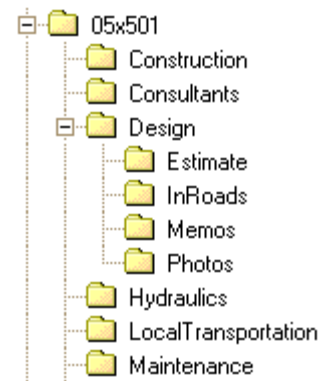 05x501
Construction
Consultants
Design
Estimate
InRoads
Memos
Photos
Hydraulics
LocalTransportation
Maintenance